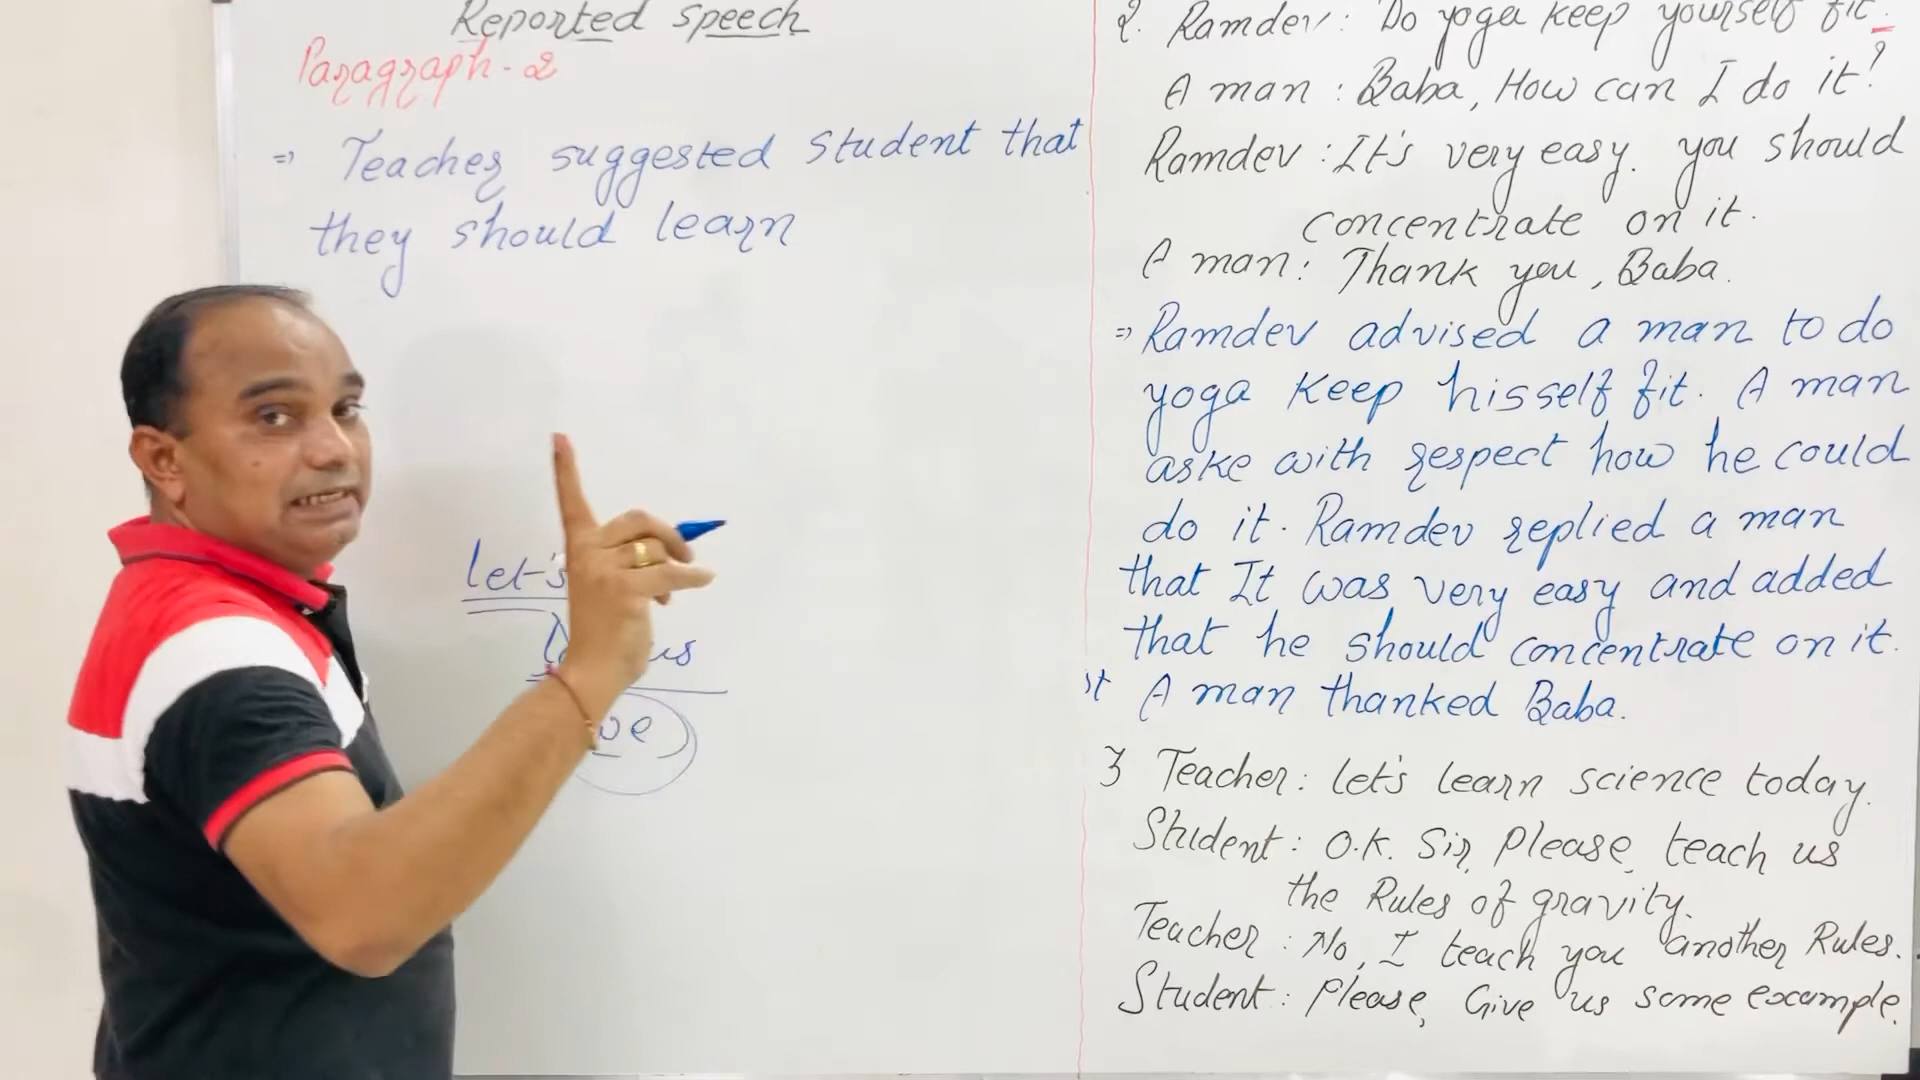 Reported speech
Paragraph-2
⇒ Teacher suggested student that
they should learn
let's
us
we
2. Ramdev: Do yoga keep yourself fit.
A man: Baba, How can I do it?
Ramdev: It's very easy. you should
concentrate on it.
A man: Thank you, Baba.
⇒ Ramdev advised a man to do
yoga keep hisself fit. A man
aske with respect how he could
do it. Ramdev replied a man
that It was very easy and added
that he should concentrate on it.
A man thanked Baba.
3 Teacher: let's learn science today.
Student: O.K. Sir, Please, teach us
the Rules of gravity.
Teacher: No, I teach you another Rules.
Student: Please, Give us some example.